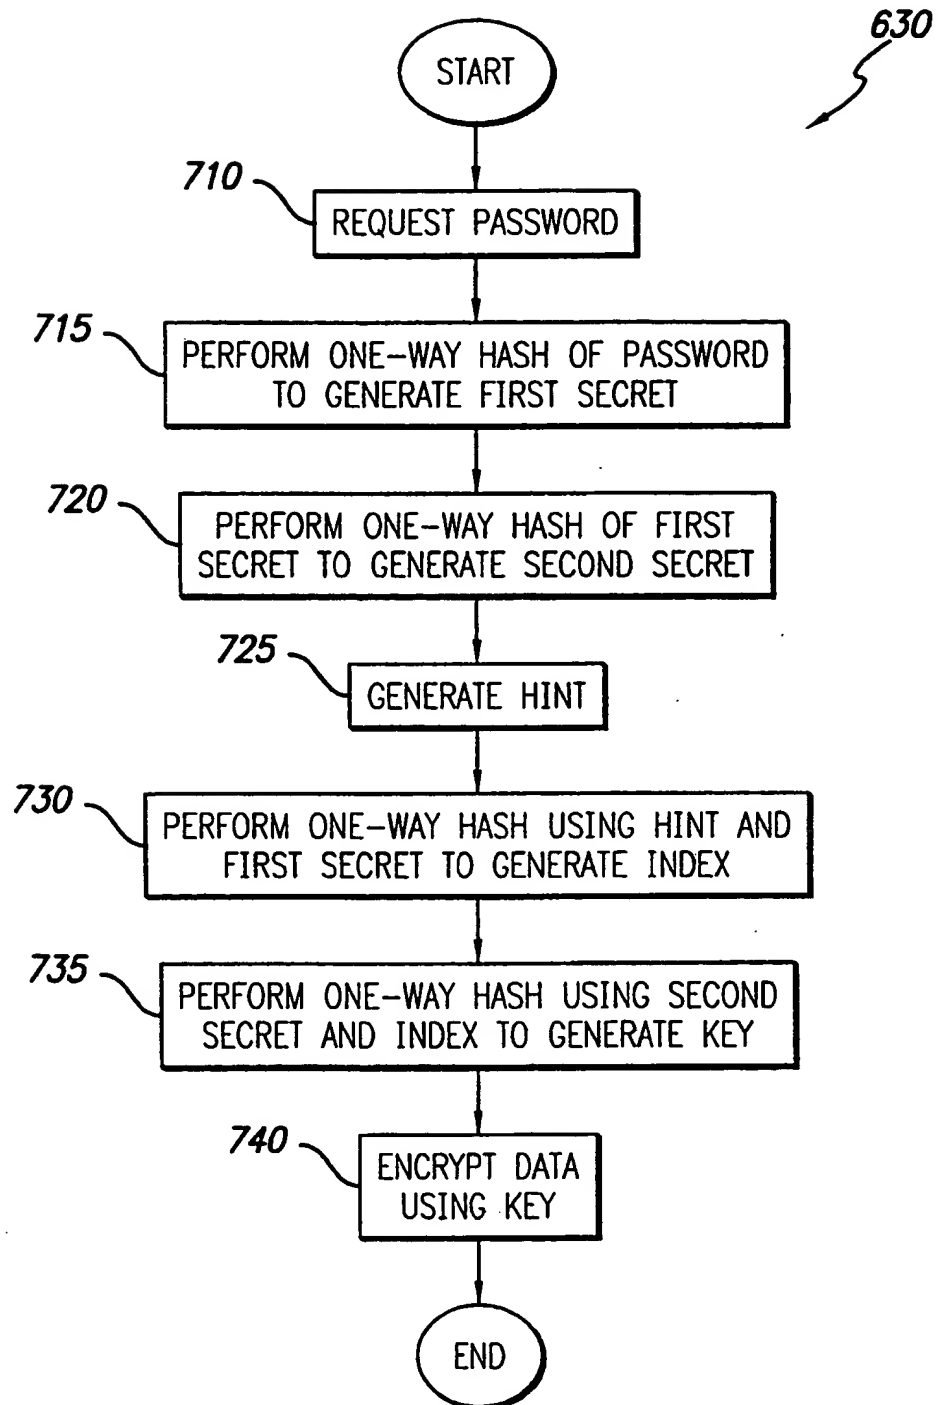 630
START
710
REQUEST PASSWORD
715
PERFORM ONE-WAY HASH OF PASSWORD
TO GENERATE FIRST SECRET
720
PERFORM ONE-WAY HASH OF FIRST
SECRET TO GENERATE SECOND SECRET
725
GENERATE HINT
730
PERFORM ONE-WAY HASH USING HINT AND
FIRST SECRET TO GENERATE INDEX
735
PERFORM ONE-WAY HASH USING SECOND
SECRET AND INDEX TO GENERATE KEY
740
ENCRYPT DATA
USING KEY
END